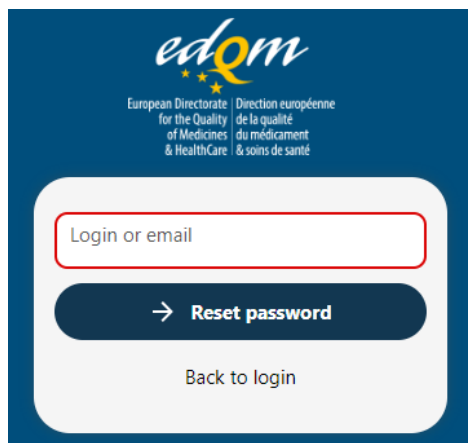 edQm
European Directorate | Direction européenne
for the Quality | de la qualité
of Medicines | du médicament
& HealthCare | & soins de santé
Login or email
→ Reset password
Back to login